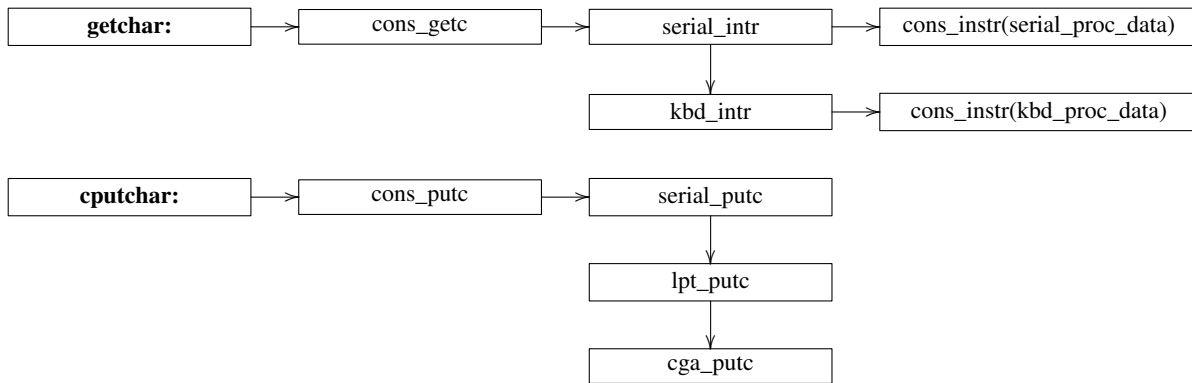 getchar: cons_getc serial_intr cons_instr(serial_proc_data)
kbd_intr cons_instr(kbd_proc_data)
cputchar: cons_putc serial_putc
lpt_putc
cga_putc